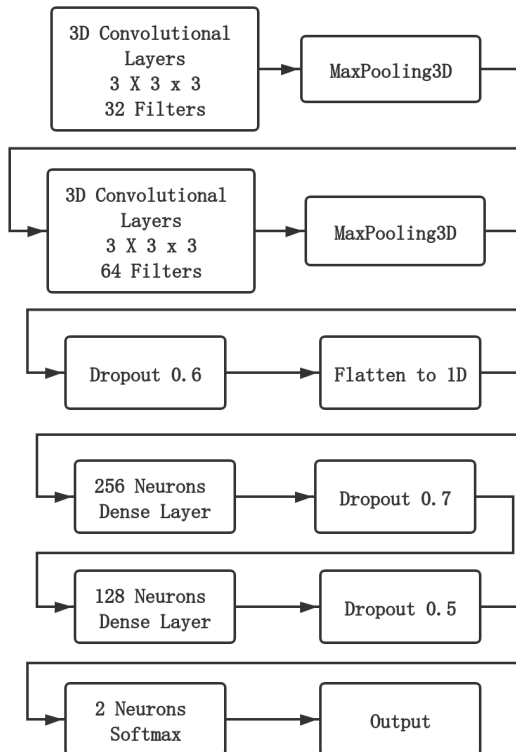 3D Convolutional
Layers
3 X 3 x 3
32 Filters
MaxPooling3D
3D Convolutional
Layers
3 X 3 x 3
64 Filters
MaxPooling3D
Dropout 0.6
Flatten to 1D
256 Neurons
Dense Layer
Dropout 0.7
128 Neurons
Dense Layer
Dropout 0.5
2 Neurons
Softmax
Output